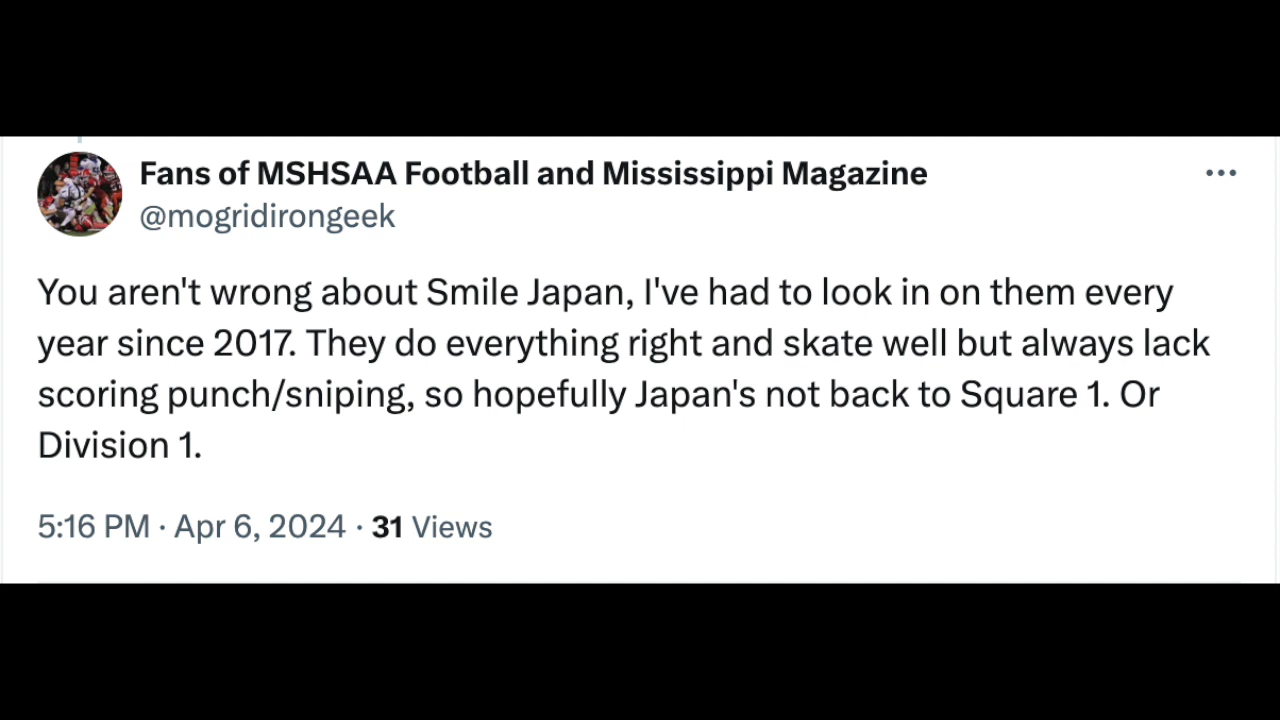 Fans of MSHSAA Football and Mississippi Magazine
@mogridirongeek
You aren't wrong about Smile Japan, I've had to look in on them every
year since 2017. They do everything right and skate well but always lack
scoring punch/sniping, so hopefully Japan's not back to Square 1. Or
Division 1.
5:16 PM · Apr 6, 2024 · 31 Views